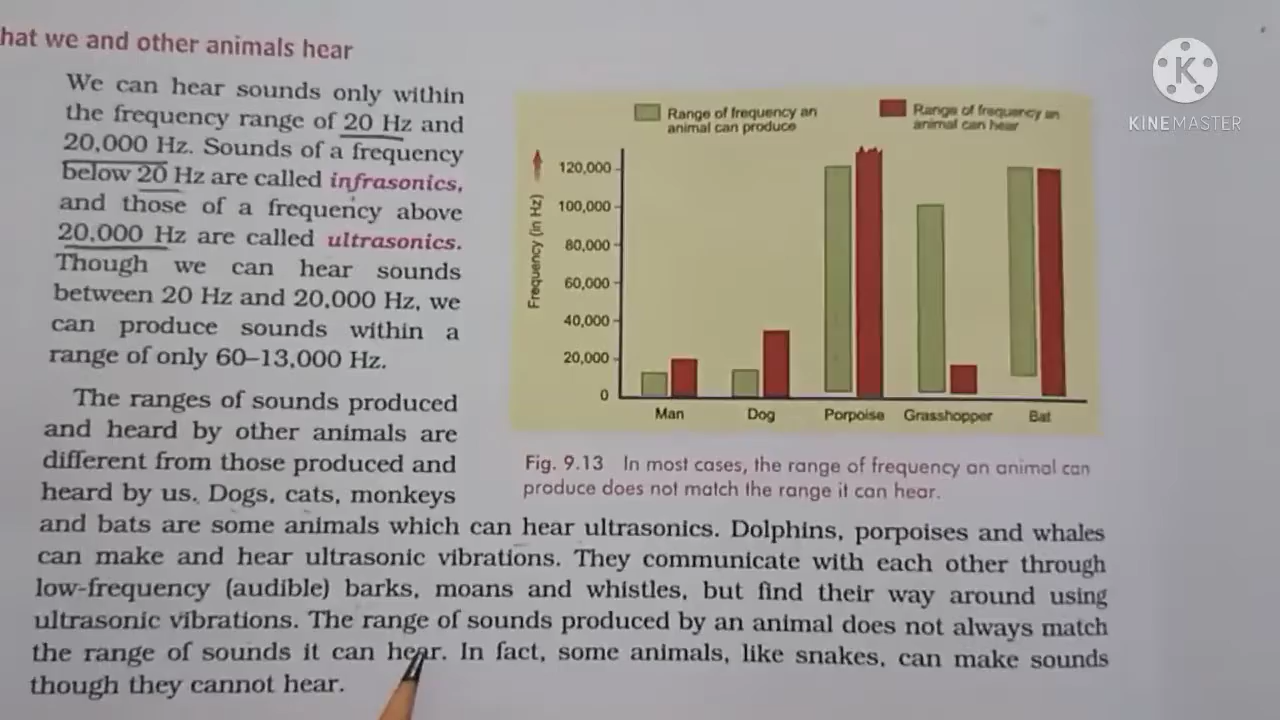 hat we and other animals hear
We can hear sounds only within
the frequency range of 20 Hz and
20,000 Hz. Sounds of a frequency
below 20 Hz are called infrasonics,
and those of a frequency above
20,000 Hz are called ultrasonics.
Though we can hear sounds
between 20 Hz and 20,000 Hz, we
can produce sounds within a
range of only 60–13,000 Hz.
The ranges of sounds produced
and heard by other animals are
different from those produced and
heard by us. Dogs, cats, monkeys
and bats are some animals which can hear ultrasonics. Dolphins, porpoises and whales
can make and hear ultrasonic vibrations. They communicate with each other through
low-frequency (audible) barks, moans and whistles, but find their way around using
ultrasonic vibrations. The range of sounds produced by an animal does not always match
the range of sounds it can hear. In fact, some animals, like snakes, can make sounds
though they cannot hear.
Range of frequency an
animal can produce
Range of frequency an
animal can hear
Frequency (in Hz)
120,000
100,000
80,000
60,000
40,000
20,000
0
Man Dog Porpoise Grasshopper Bat
Fig. 9.13 In most cases, the range of frequency an animal can
produce does not match the range it can hear.
K
KINEMASTER